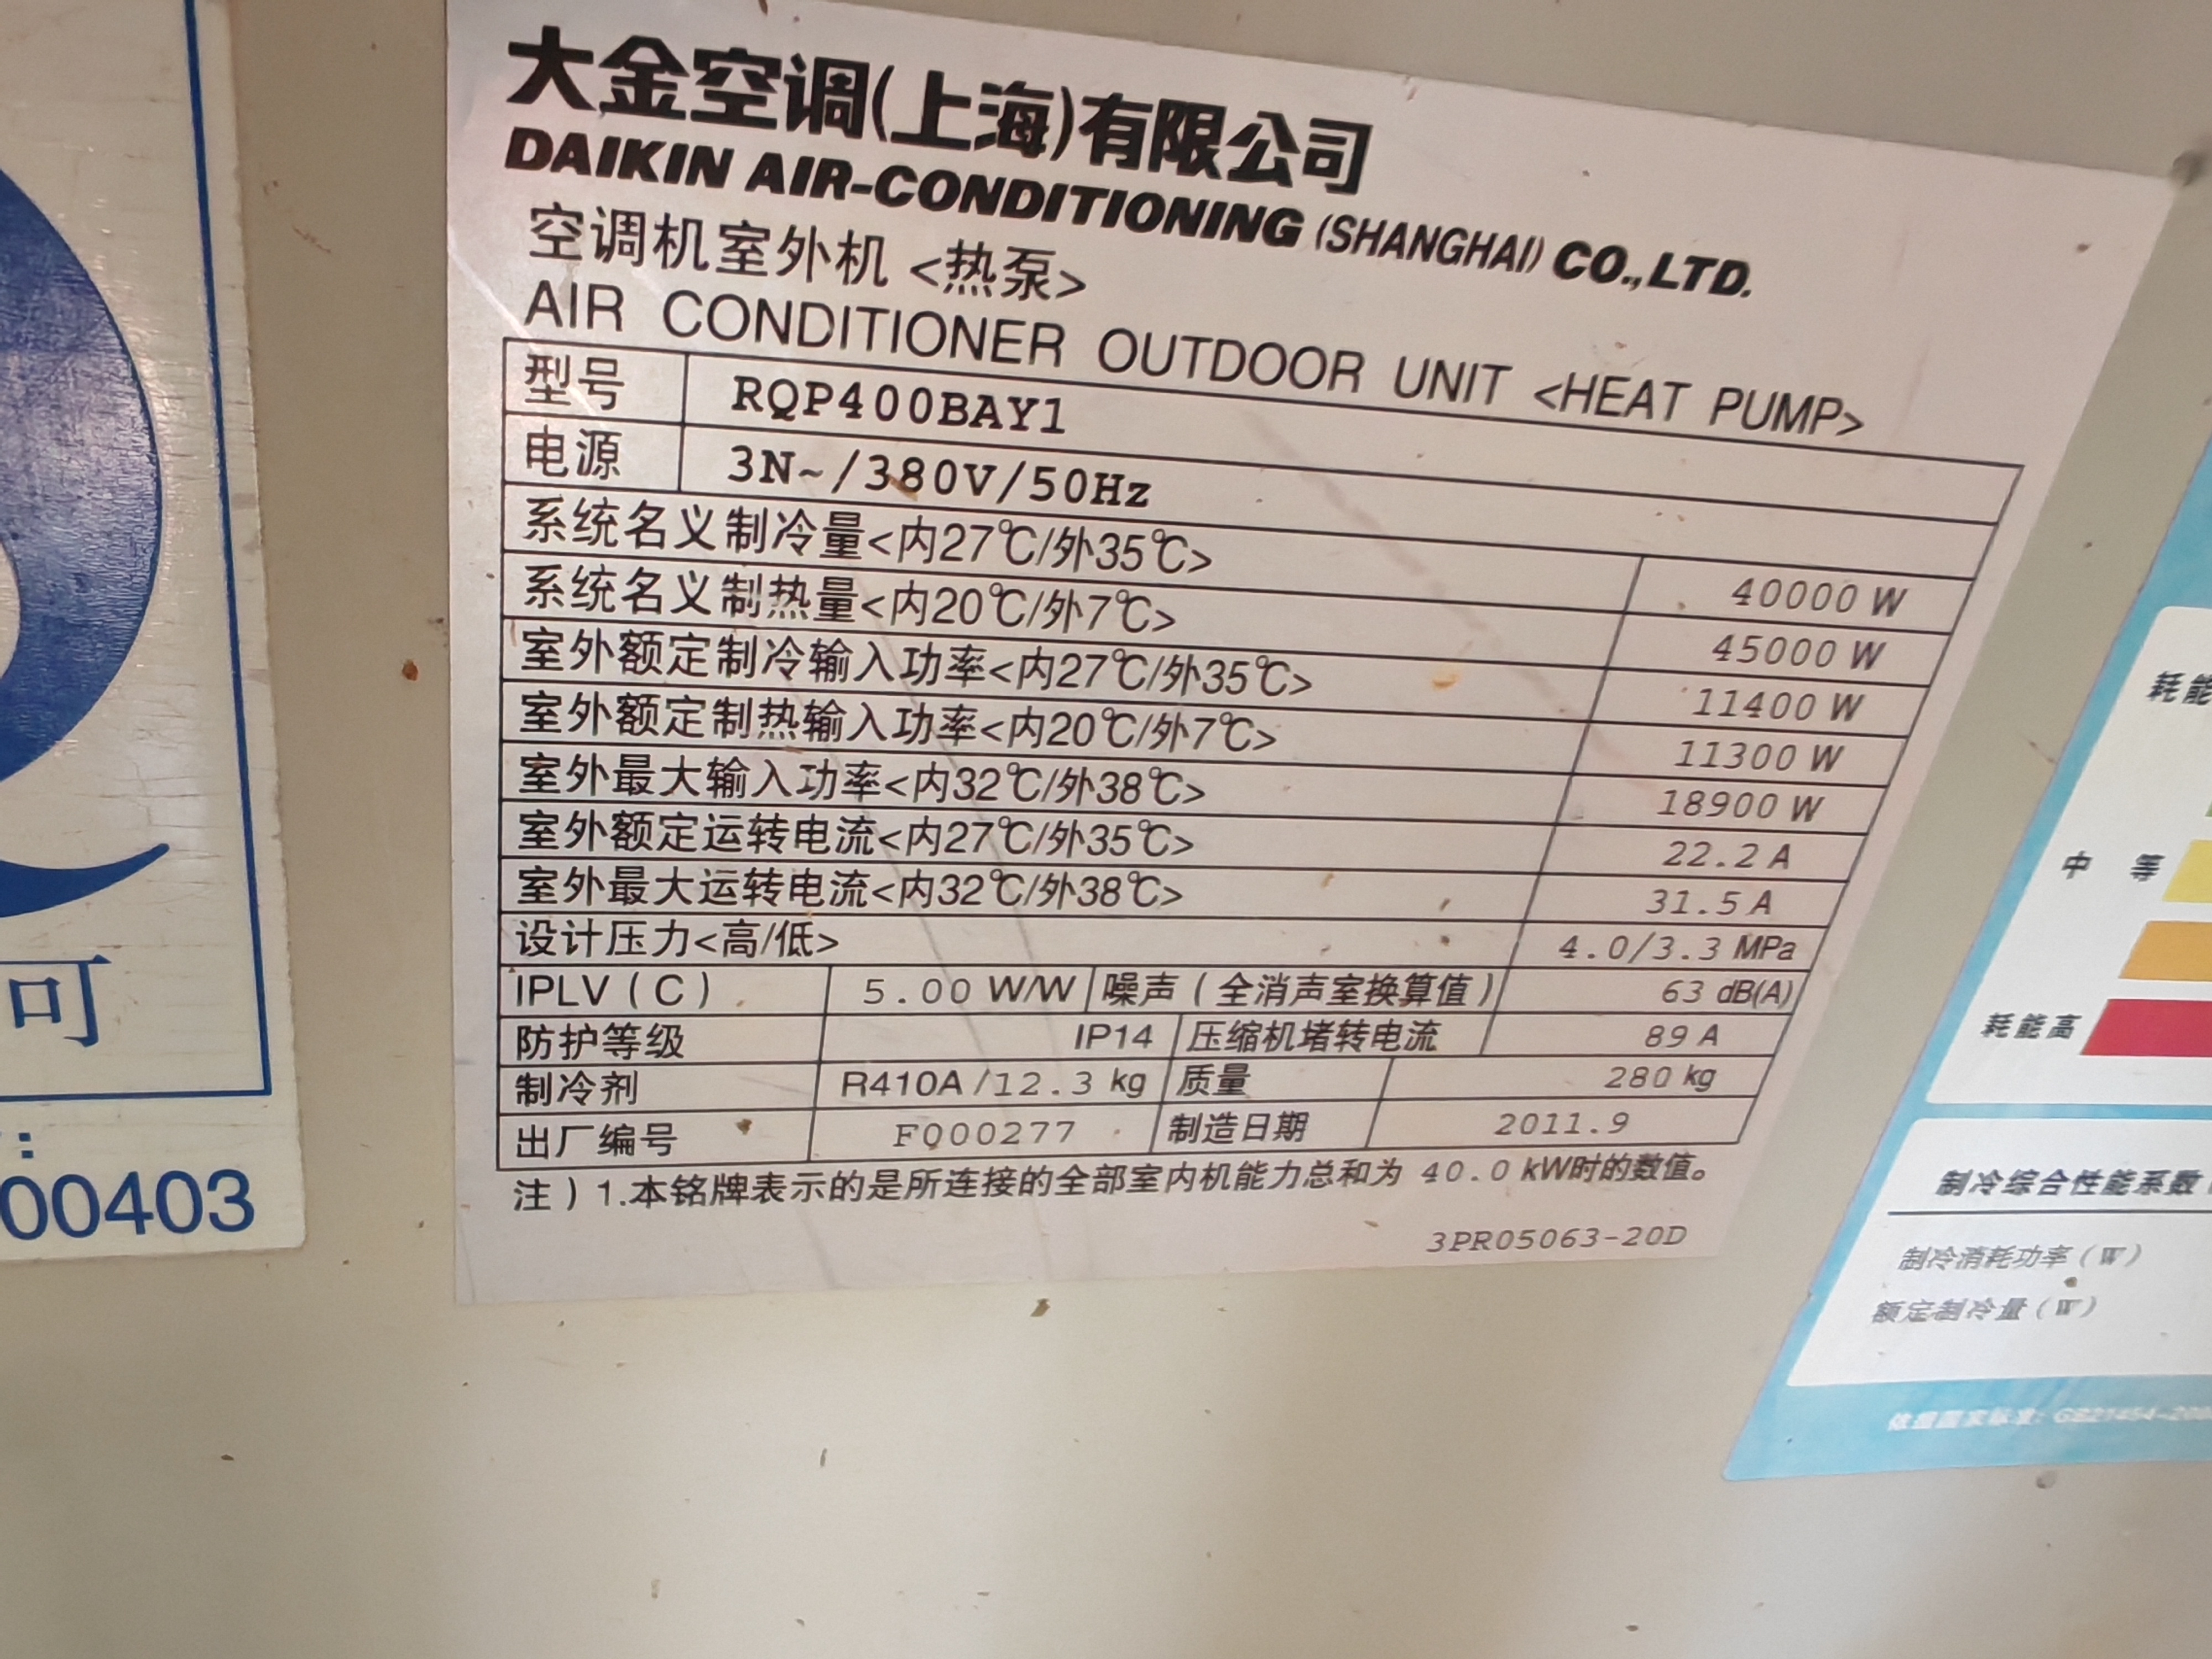 大金空调(上海)有限公司
DAIKIN AIR-CONDITIONING (SHANGHAI) CO.,LTD.
空调机室外机 <热泵>
AIR CONDITIONER OUTDOOR UNIT <HEAT PUMP>
型号 RQP400BAY1
电源 3N~/380V/50Hz
系统名义制冷量<内27℃/外35℃> 40000 W
系统名义制热量<内20℃/外7℃> 45000 W
室外额定制冷输入功率<内27℃/外35℃> 11400 W
室外额定制热输入功率<内20℃/外7℃> 11300 W
室外最大输入功率<内32℃/外38℃> 18900 W
室外额定运转电流<内27℃/外35℃> 22.2 A
室外最大运转电流<内32℃/外38℃> 31.5 A
设计压力<高/低> 4.0/3.3 MPa
IPLV(C) 5.00 W/W 噪声(全消声室换算值) 63 dB(A)
防护等级 IP14 压缩机堵转电流 89 A
制冷剂 R410A/12.3 kg 质量 280 kg
出厂编号 FQ00277 制造日期 2011.9
注)1.本铭牌表示的是所连接的全部室内机能力总和为 40.0 kW时的数值。
3PR05063-20D
可
:
00403
耗能
中 等
耗能高
制冷综合性能系数
制冷消耗功率(W)
额定制冷量(W)
依据国家标准: GB21454-200